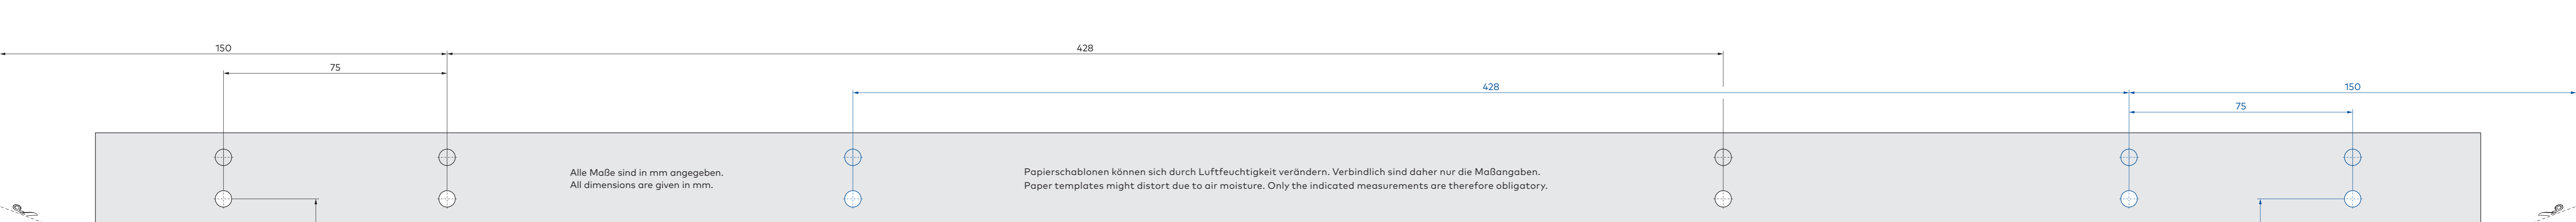 150
428
75
428
150
75
Alle Maße sind in mm angegeben.
All dimensions are given in mm.
Papierschablonen können sich durch Luftfeuchtigkeit verändern. Verbindlich sind daher nur die Maßangaben.
Paper templates might distort due to air moisture. Only the indicated measurements are therefore obligatory.